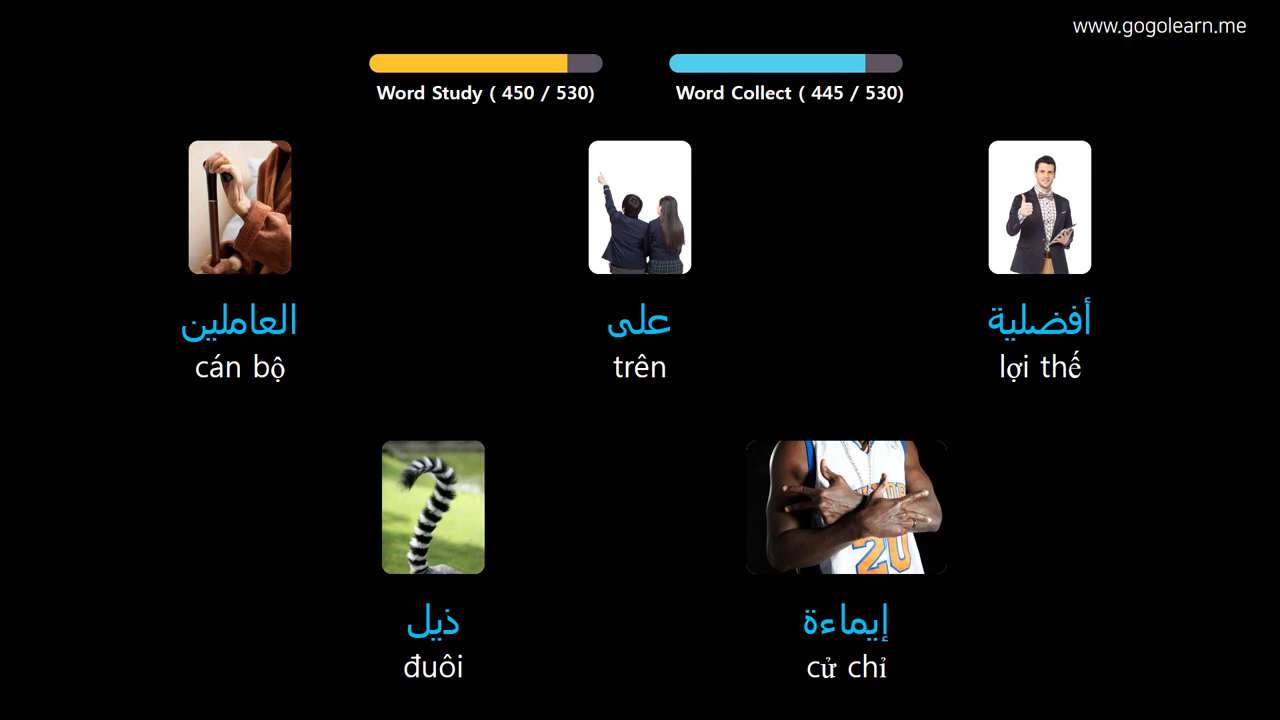 www.gogolearn.me
Word Study ( 450 / 530)
Word Collect ( 445 / 530)
العاملين
cán bộ
على
trên
أفضلية
lợi thế
ذيل
đuôi
إيماءة
cử chỉ
20